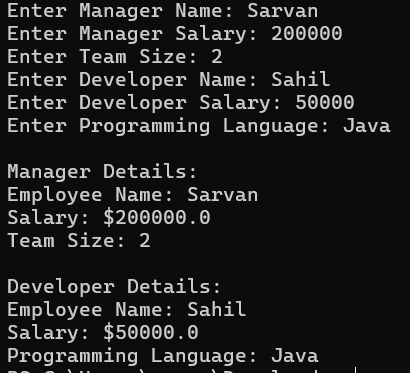 Enter Manager Name: Sarvan
Enter Manager Salary: 200000
Enter Team Size: 2
Enter Developer Name: Sahil
Enter Developer Salary: 50000
Enter Programming Language: Java
Manager Details:
Employee Name: Sarvan
Salary: $200000.0
Team Size: 2
Developer Details:
Employee Name: Sahil
Salary: $50000.0
Programming Language: Java